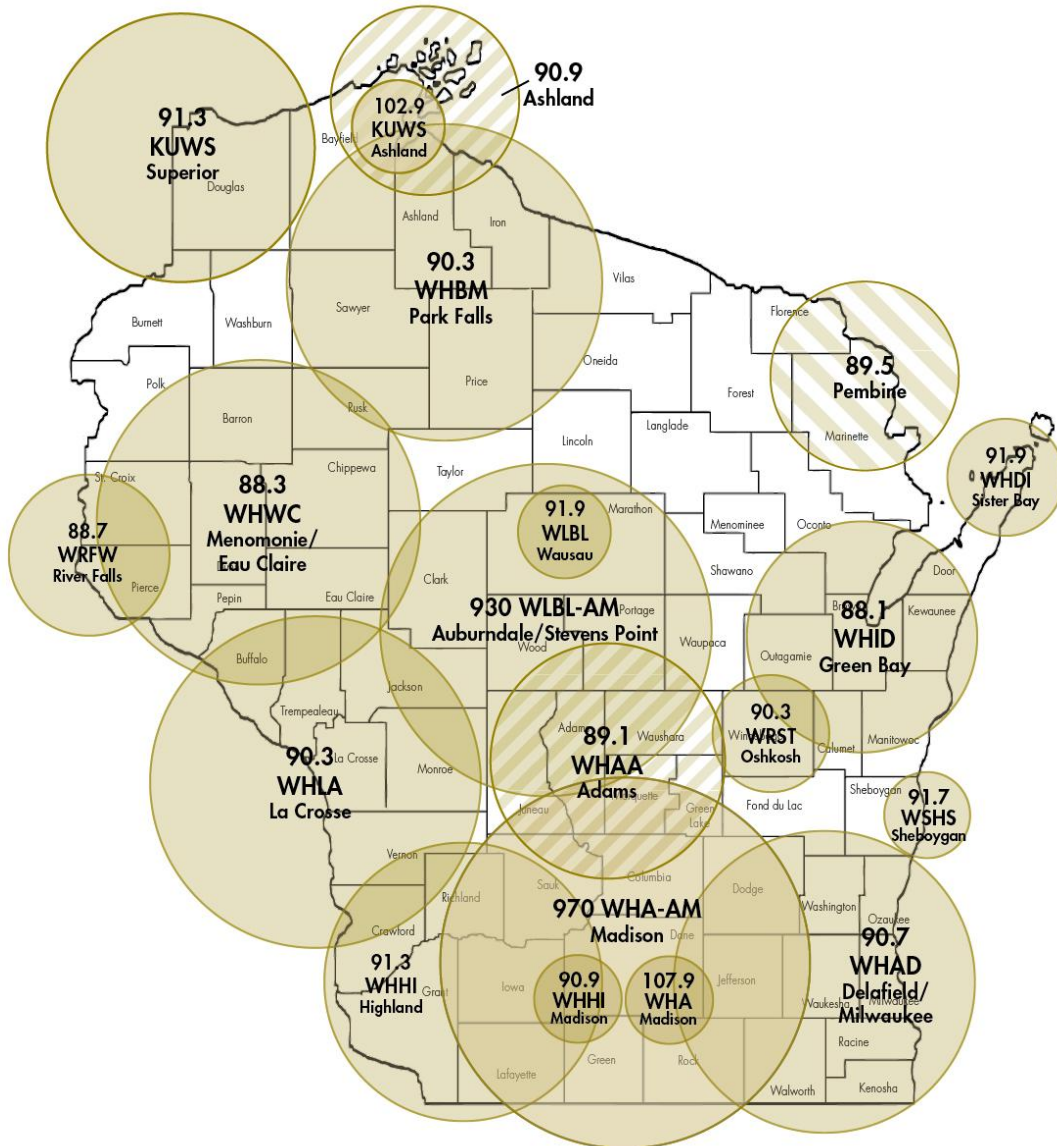 90.9
Ashland
102.9
KUWS
Ashland
91.3
KUWS
Superior
Bayfield
Douglas
Ashland
Iron
90.3
WHBM
Park Falls
Vilas
Sawyer
Florence
Burnett
Washburn
Oneida
89.5
Pembine
Polk
Price
Forest
Rusk
Barron
Marinette
Langlade
Lincoln
91.9
WHDI
Sister Bay
St. Croix
Chippewa
Taylor
88.3
WHWC
Menomonie/
Eau Claire
91.9
WLBL
Wausau
Marathon
Menominee
Oconto
88.7
WRFW
River Falls
Pierce
Pepin
Eau Claire
Clark
Shawano
Door
930 WLBL-AM
Auburndale/Stevens Point
Portage
Wood
Waupaca
88.1
WHID
Green Bay
Kewaunee
Outagamie
Buffalo
Jackson
Trempealeau
Adams
Waushara
90.3
WRST
Oshkosh
Calumet
Manitowoc
89.1
WHAA
Adams
90.3
WHLA
La Crosse
La Crosse
Monroe
Juneau
Marquette
Green
Lake
Fond du Lac
Sheboygan
91.7
WSHS
Sheboygan
Vernon
Richland
Sauk
Columbia
Dodge
Washington
Ozaukee
Crawford
970 WHA-AM
Madison
Dane
91.3
WHHI
Highland
Grant
Iowa
90.9
WHHI
Madison
107.9
WHA
Madison
Jefferson
90.7
WHAD
Delafield/
Milwaukee
Waukesha
Milwaukee
Racine
Lafayette
Green
Rock
Walworth
Kenosha